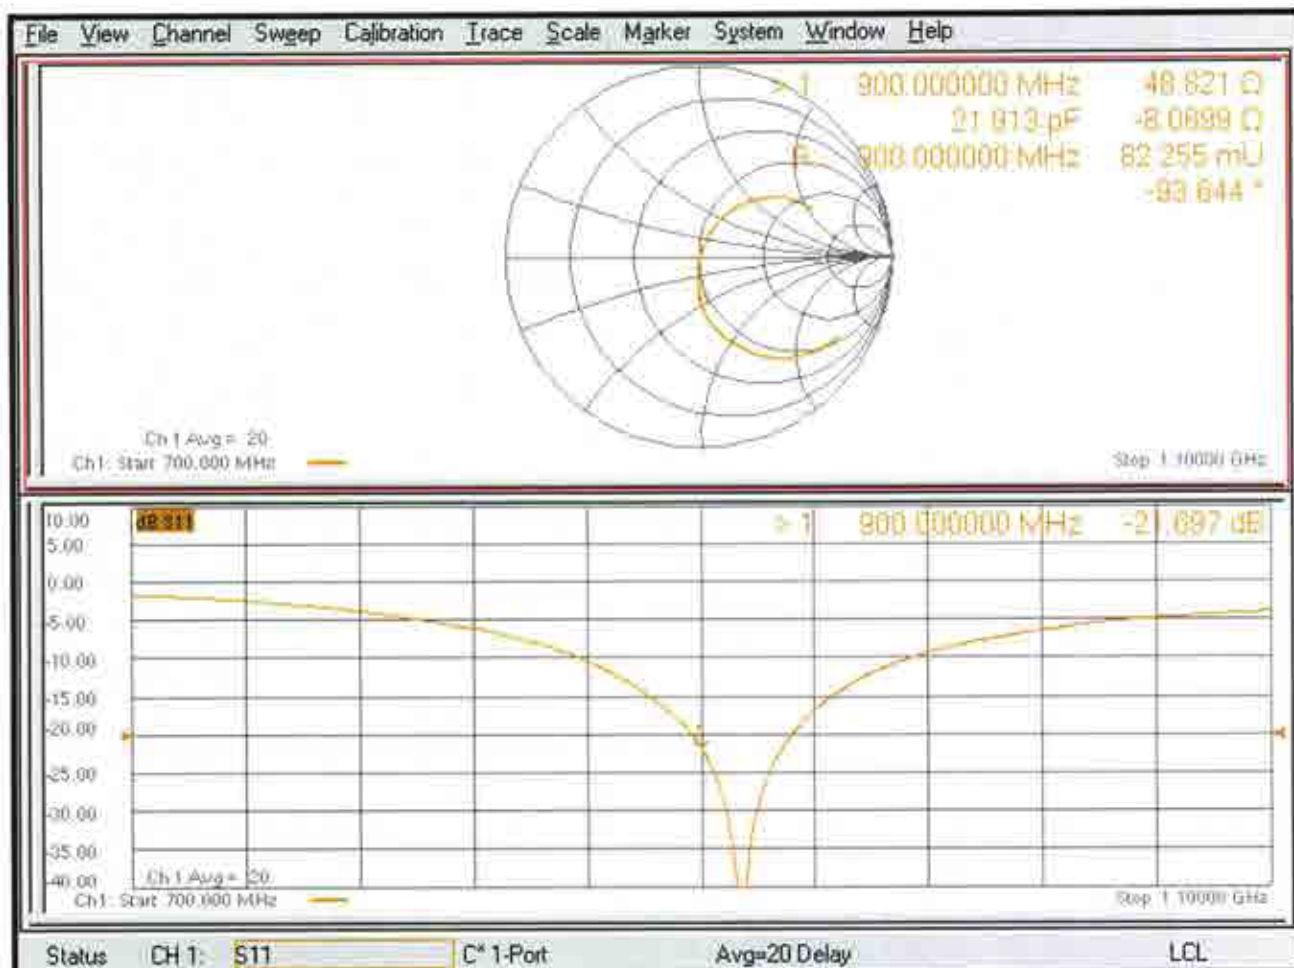 File View Channel Sweep Calibration Trace Scale Marker System Window Help
> 1 900.000000 MHz 48.821 Ω
21.913 pF -8.0699 Ω
900.000000 MHz 82.255 mU
-93.644 °
Ch 1 Avg = 20
Ch1: Start 700.000 MHz
Stop 1.10000 GHz
10.00
dB S11
> 1 900.000000 MHz -21.697 dB
5.00
0.00
-5.00
-10.00
-15.00
-20.00
-25.00
-30.00
-35.00
-40.00
Ch 1 Avg = 20
Ch1: Start 700.000 MHz
Stop 1.10000 GHz
Status CH 1: S11 C* 1-Port Avg=20 Delay LCL